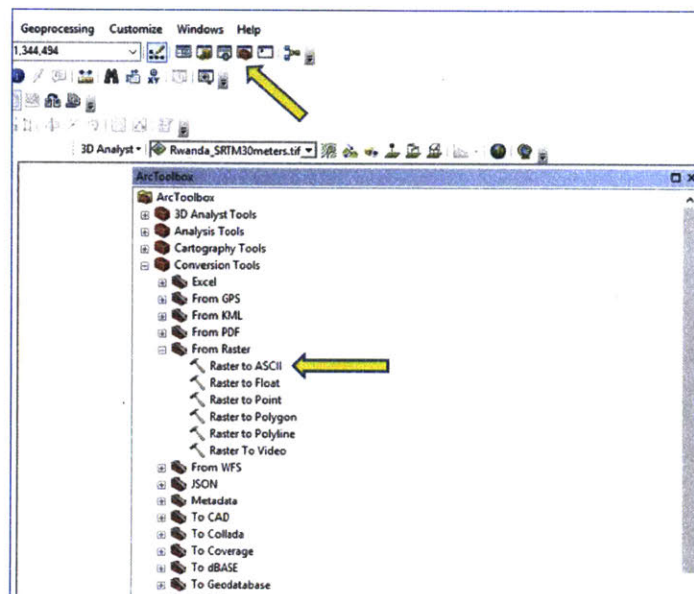 Geoprocessing Customize Windows Help
1,344,494
XY
3D Analyst Rwanda_SRTM30meters.tif
ArcToolbox
ArcToolbox
3D Analyst Tools
Analysis Tools
Cartography Tools
Conversion Tools
Excel
From GPS
From KML
From PDF
From Raster
Raster to ASCII
Raster to Float
Raster to Point
Raster to Polygon
Raster to Polyline
Raster To Video
From WFS
JSON
Metadata
To CAD
To Collada
To Coverage
To dBASE
To Geodatabase